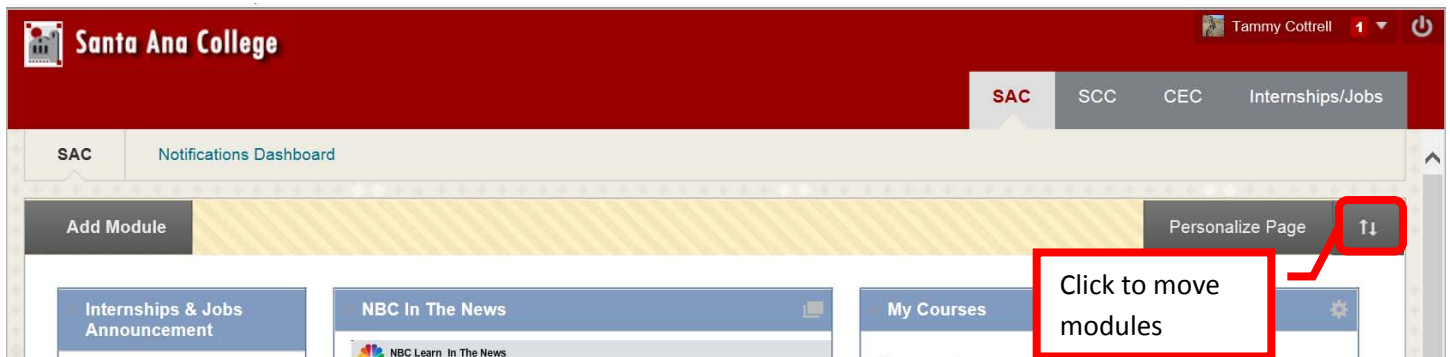 Santa Ana College
Tammy Cottrell 1
SAC SCC CEC Internships/Jobs
SAC Notifications Dashboard
Add Module Personalize Page
Click to move
modules
Internships & Jobs
Announcement
NBC In The News
My Courses
NBC Learn In The News